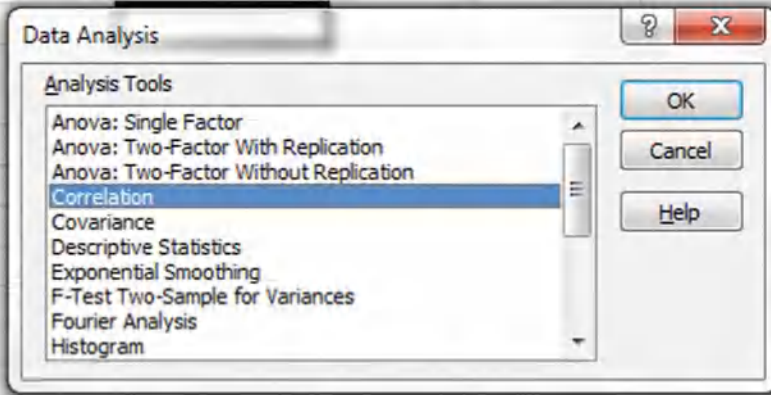 Data Analysis
Analysis Tools
Anova: Single Factor
Anova: Two-Factor With Replication
Anova: Two-Factor Without Replication
Correlation
Covariance
Descriptive Statistics
Exponential Smoothing
F-Test Two-Sample for Variances
Fourier Analysis
Histogram
?
X
OK
Cancel
Help